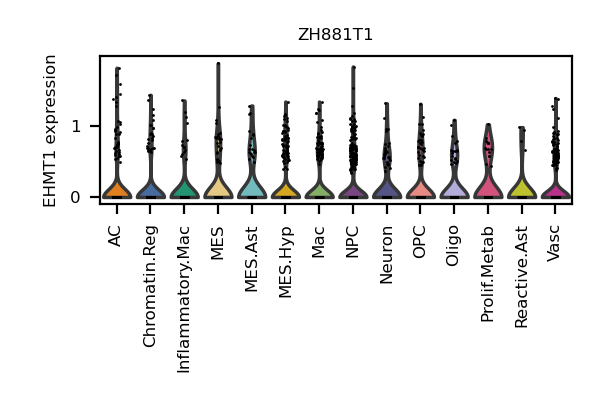 ZH881T1
EHMT1 expression
1
0
AC
Chromatin.Reg
Inflammatory.Mac
MES
MES.Ast
MES.Hyp
Mac
NPC
Neuron
OPC
Oligo
Prolif.Metab
Reactive.Ast
Vasc